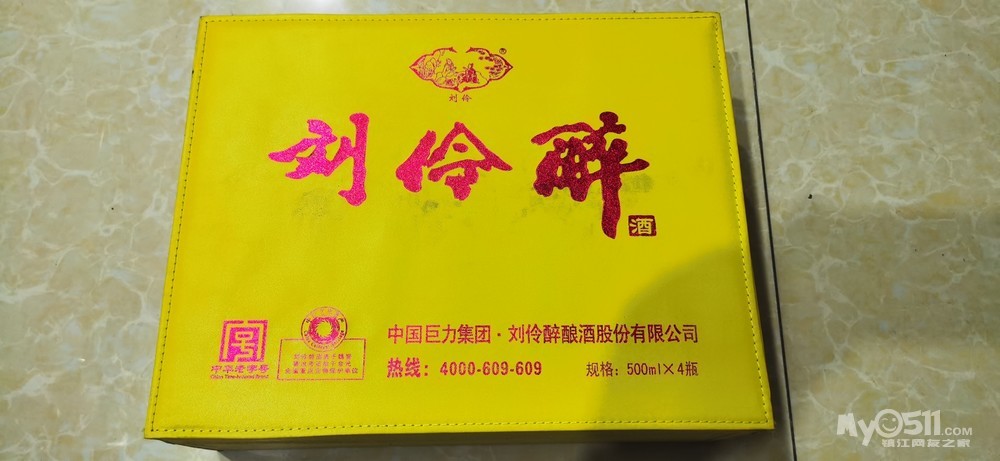 刘伶
刘伶醉
酒
中华老字号
China Time-honored Brand
中国巨力集团·刘伶醉酿酒股份有限公司
热线：4000-609-609
规格：500ml×4瓶
My0511.COM
镇江网友之家